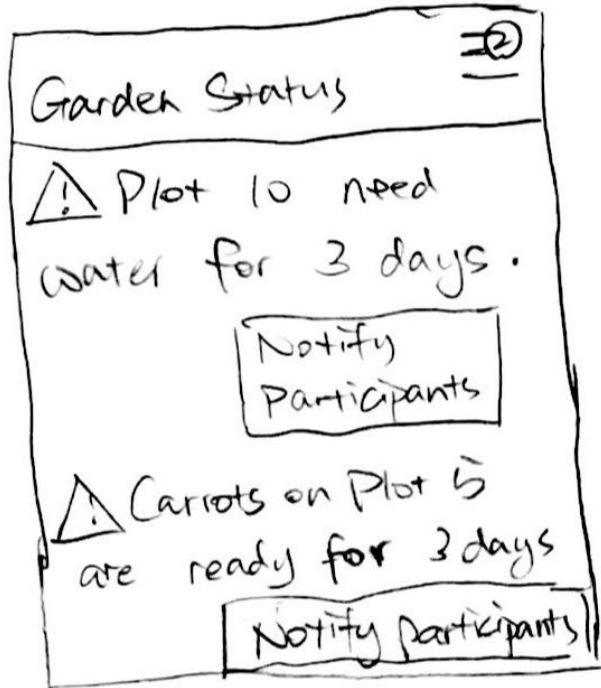 2
Garden Status
! Plot 10 need
water for 3 days.
Notify
Participants
! Carrots on Plot 5
are ready for 3 days
Notify participants